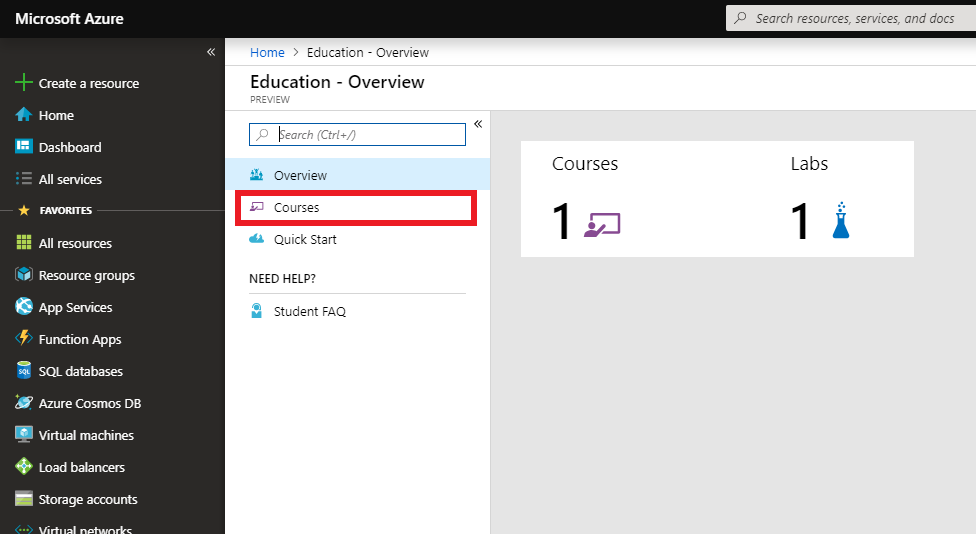 Microsoft Azure
Search resources, services, and docs
«
Create a resource
Home
Dashboard
All services
FAVORITES
All resources
Resource groups
App Services
Function Apps
SQL databases
Azure Cosmos DB
Virtual machines
Load balancers
Storage accounts
Virtual networks
Home > Education - Overview
Education - Overview
PREVIEW
Search (Ctrl+/)
«
Overview
Courses
Quick Start
NEED HELP?
Student FAQ
Courses
1
Labs
1